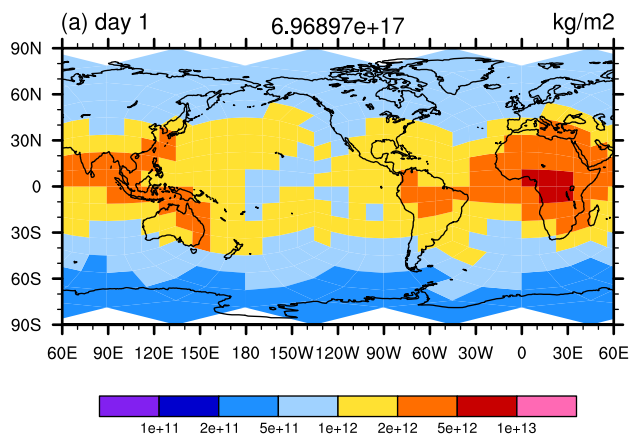 (a) day 1 6.96897e+17 kg/m2
90N
60N
30N
0
30S
60S
90S
60E 90E 120E 150E 180 150W 120W 90W 60W 30W 0 30E 60E
1e+11 2e+11 5e+11 1e+12 2e+12 5e+12 1e+13